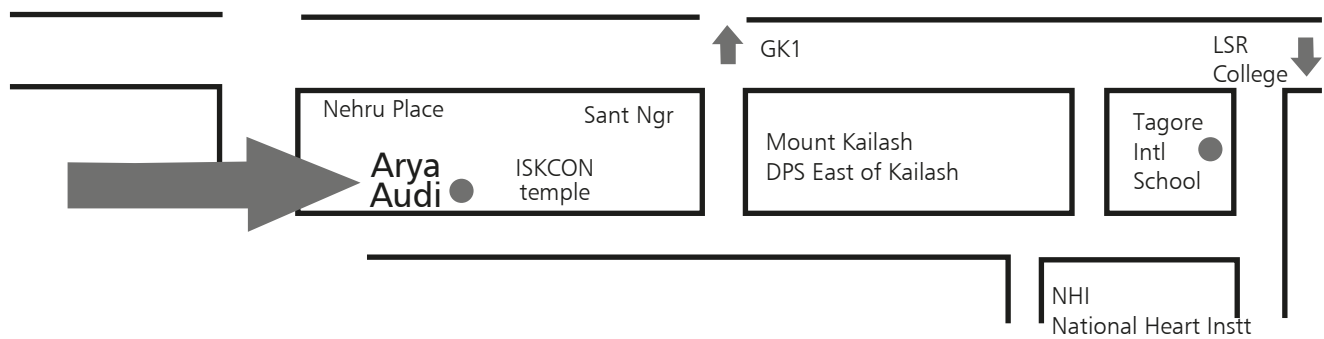 GK1
LSR
College
Nehru Place
Sant Ngr
Arya
Audi
ISKCON
temple
Mount Kailash
DPS East of Kailash
Tagore
Intl
School
NHI
National Heart Instt